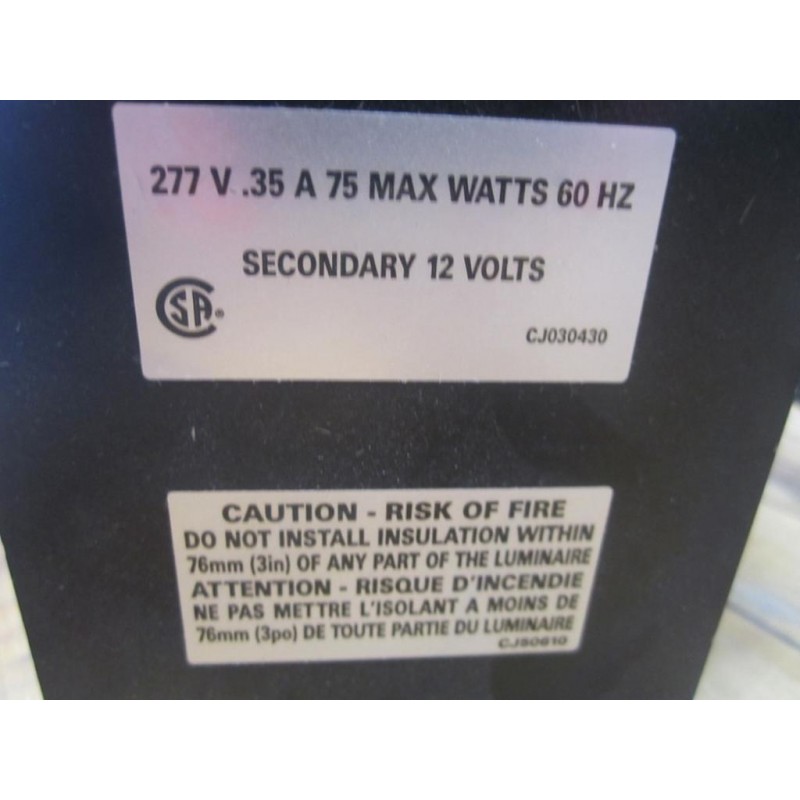 277 V .35 A 75 MAX WATTS 60 HZ
SECONDARY 12 VOLTS
CSA®
CJ030430
CAUTION - RISK OF FIRE
DO NOT INSTALL INSULATION WITHIN
76mm (3in) OF ANY PART OF THE LUMINAIRE
ATTENTION - RISQUE D'INCENDIE
NE PAS METTRE L'ISOLANT A MOINS DE
76mm (3po) DE TOUTE PARTIE DU LUMINAIRE
CJS0610